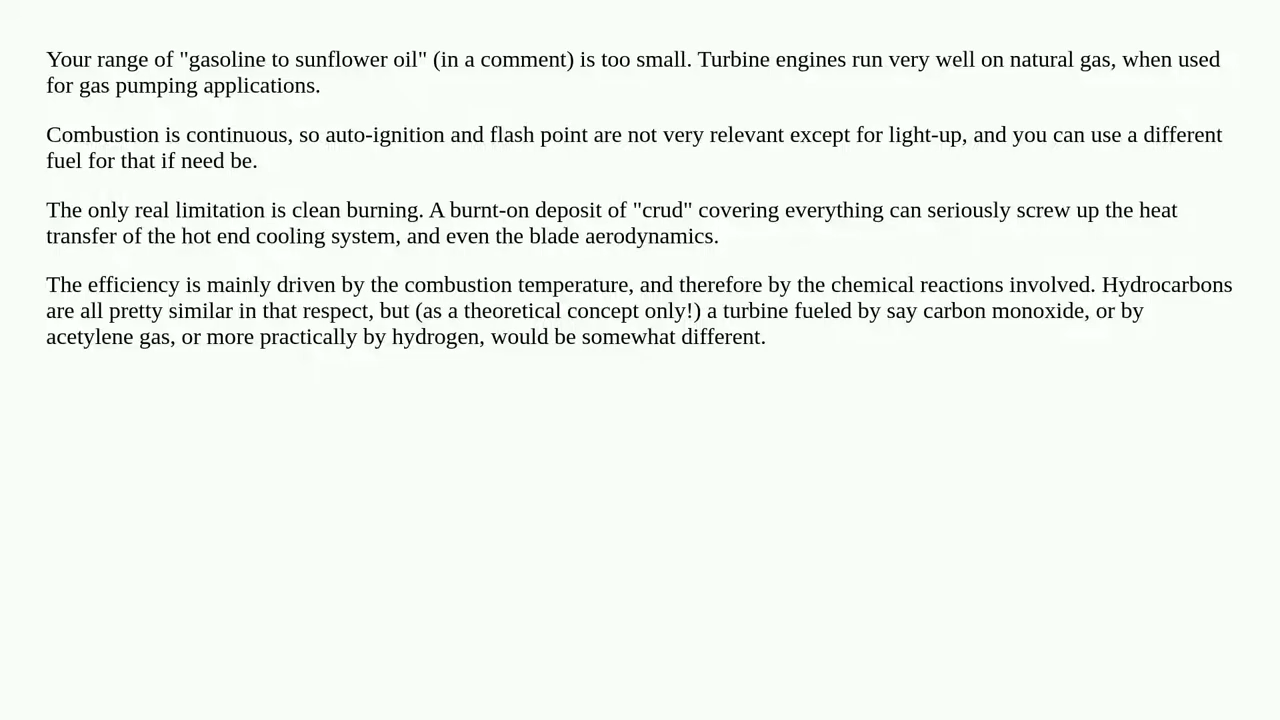 Your range of "gasoline to sunflower oil" (in a comment) is too small. Turbine engines run very well on natural gas, when used
for gas pumping applications.
Combustion is continuous, so auto-ignition and flash point are not very relevant except for light-up, and you can use a different
fuel for that if need be.
The only real limitation is clean burning. A burnt-on deposit of "crud" covering everything can seriously screw up the heat
transfer of the hot end cooling system, and even the blade aerodynamics.
The efficiency is mainly driven by the combustion temperature, and therefore by the chemical reactions involved. Hydrocarbons
are all pretty similar in that respect, but (as a theoretical concept only!) a turbine fueled by say carbon monoxide, or by
acetylene gas, or more practically by hydrogen, would be somewhat different.